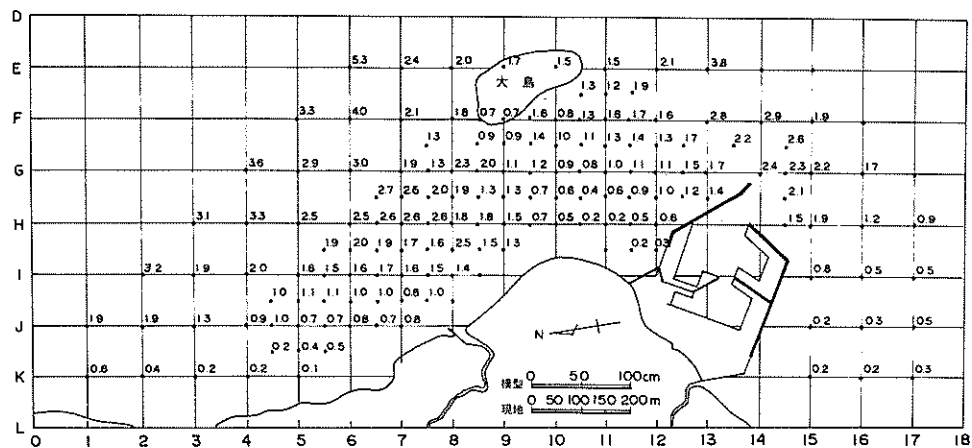 D
5.3 2.4 2.0 1.7 1.5 1.5 2.1 3.8
E
大島
1.3 1.2 1.9
3.3 4.0 2.1 1.8 0.7 0.7 1.6 0.8 1.3 1.6 1.7 1.6 2.8 2.9 1.9
F
1.3 0.9 0.9 1.4 1.0 1.1 1.3 1.4 1.3 1.7 2.2 2.6
3.6 2.9 3.0 1.9 1.3 2.3 2.0 1.1 1.2 0.9 0.8 1.0 1.1 1.1 1.5 1.7 2.4 2.3 2.2 1.7
G
2.7 2.6 2.0 1.9 1.3 1.3 0.7 0.6 0.4 0.6 0.9 1.0 1.2 1.4 2.1
3.1 3.3 2.5 2.5 2.6 2.6 1.8 1.8 1.5 0.7 0.5 0.2 0.2 0.5 0.6 1.5 1.9 1.2 0.9
H
1.9 2.0 1.9 1.7 1.6 2.5 1.5 1.3 0.2 0.3
3.2 1.9 2.0 1.6 1.5 1.6 1.7 1.6 1.5 1.4 0.8 0.5 0.5
I
1.0 1.1 1.1 1.0 1.0 0.8 1.0
1.9 1.9 1.3 0.9 1.0 0.7 0.7 0.8 0.7 0.8 0.2 0.3 0.5
J
N
0.2 0.4 0.5
0.6 0.4 0.2 0.2 0.1 0.2 0.2 0.3
K
模型 0 50 100cm
現地 0 50 100 150 200m
L
0 1 2 3 4 5 6 7 8 9 10 11 12 13 14 15 16 17 18